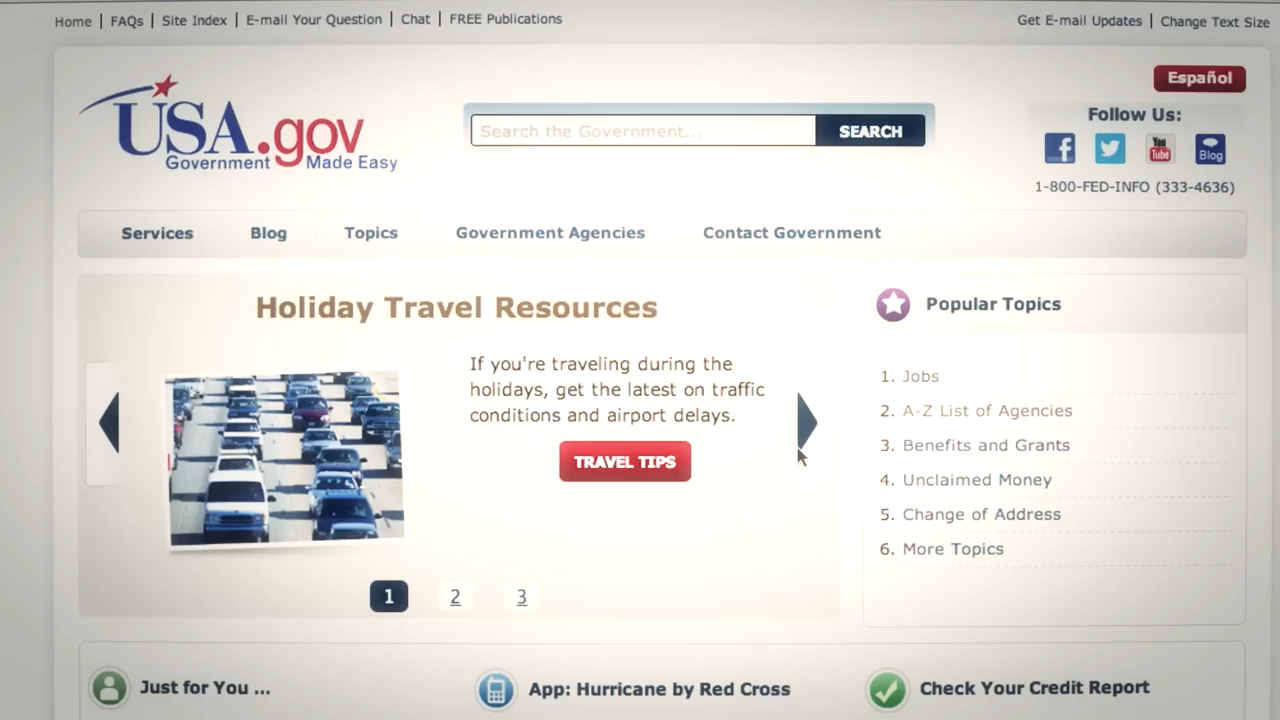 Home | FAQs | Site Index | E-mail Your Question | Chat | FREE Publications
Get E-mail Updates | Change Text Size
Español
USA.gov
Government Made Easy
Search the Government...
SEARCH
Follow Us:
You Tube
Blog
1-800-FED-INFO (333-4636)
Services
Blog
Topics
Government Agencies
Contact Government
Holiday Travel Resources
If you're traveling during the
holidays, get the latest on traffic
conditions and airport delays.
TRAVEL TIPS
1
2
3
Popular Topics
1. Jobs
2. A-Z List of Agencies
3. Benefits and Grants
4. Unclaimed Money
5. Change of Address
6. More Topics
Just for You ...
App: Hurricane by Red Cross
Check Your Credit Report